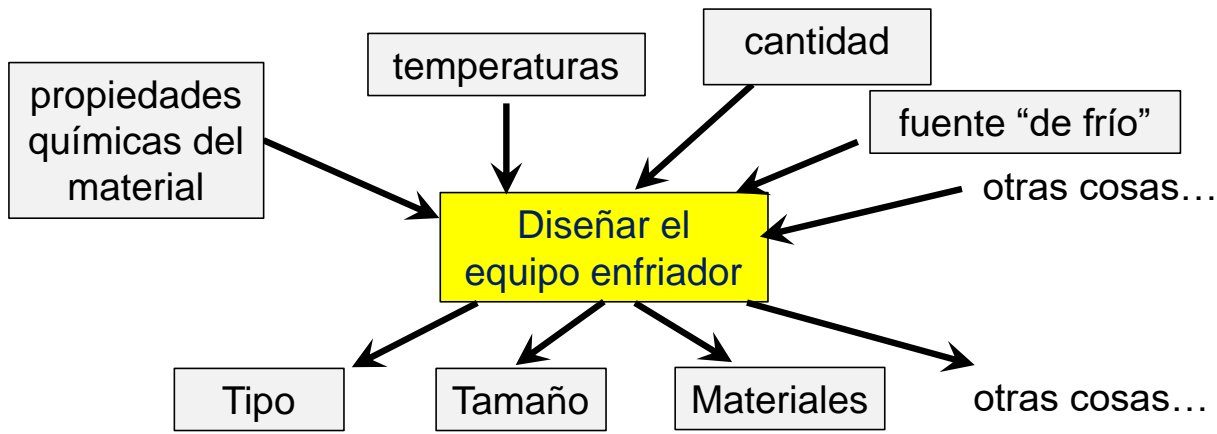 propiedades
químicas del
material
temperaturas
cantidad
fuente “de frío”
otras cosas…
Diseñar el
equipo enfriador
Tipo
Tamaño
Materiales
otras cosas…